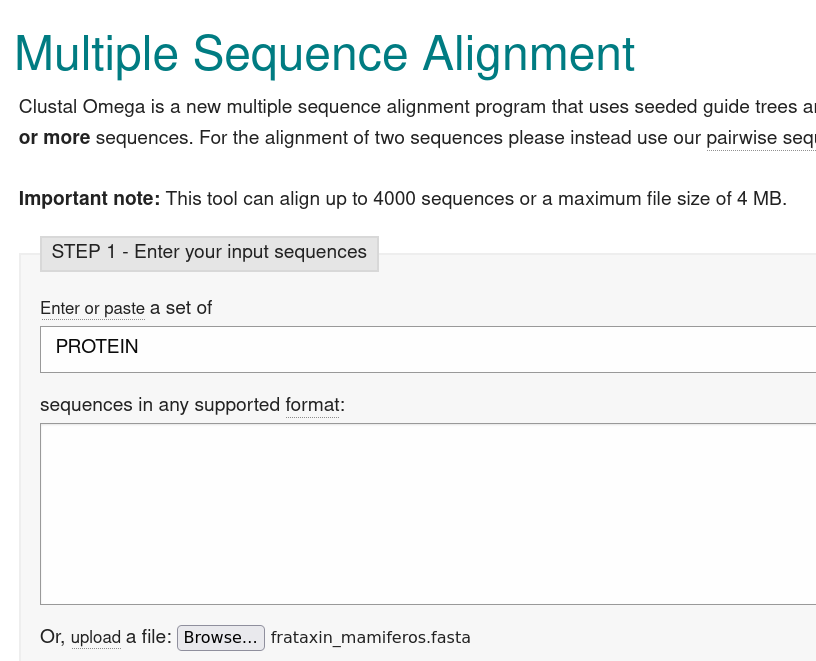 Multiple Sequence Alignment
Clustal Omega is a new multiple sequence alignment program that uses seeded guide trees
or more sequences. For the alignment of two sequences please instead use our pairwise
Important note: This tool can align up to 4000 sequences or a maximum file size of 4 MB.
STEP 1 - Enter your input sequences
Enter or paste a set of
PROTEIN
sequences in any supported format:
Or, upload a file: Browse... frataxin_mamiferos.fasta